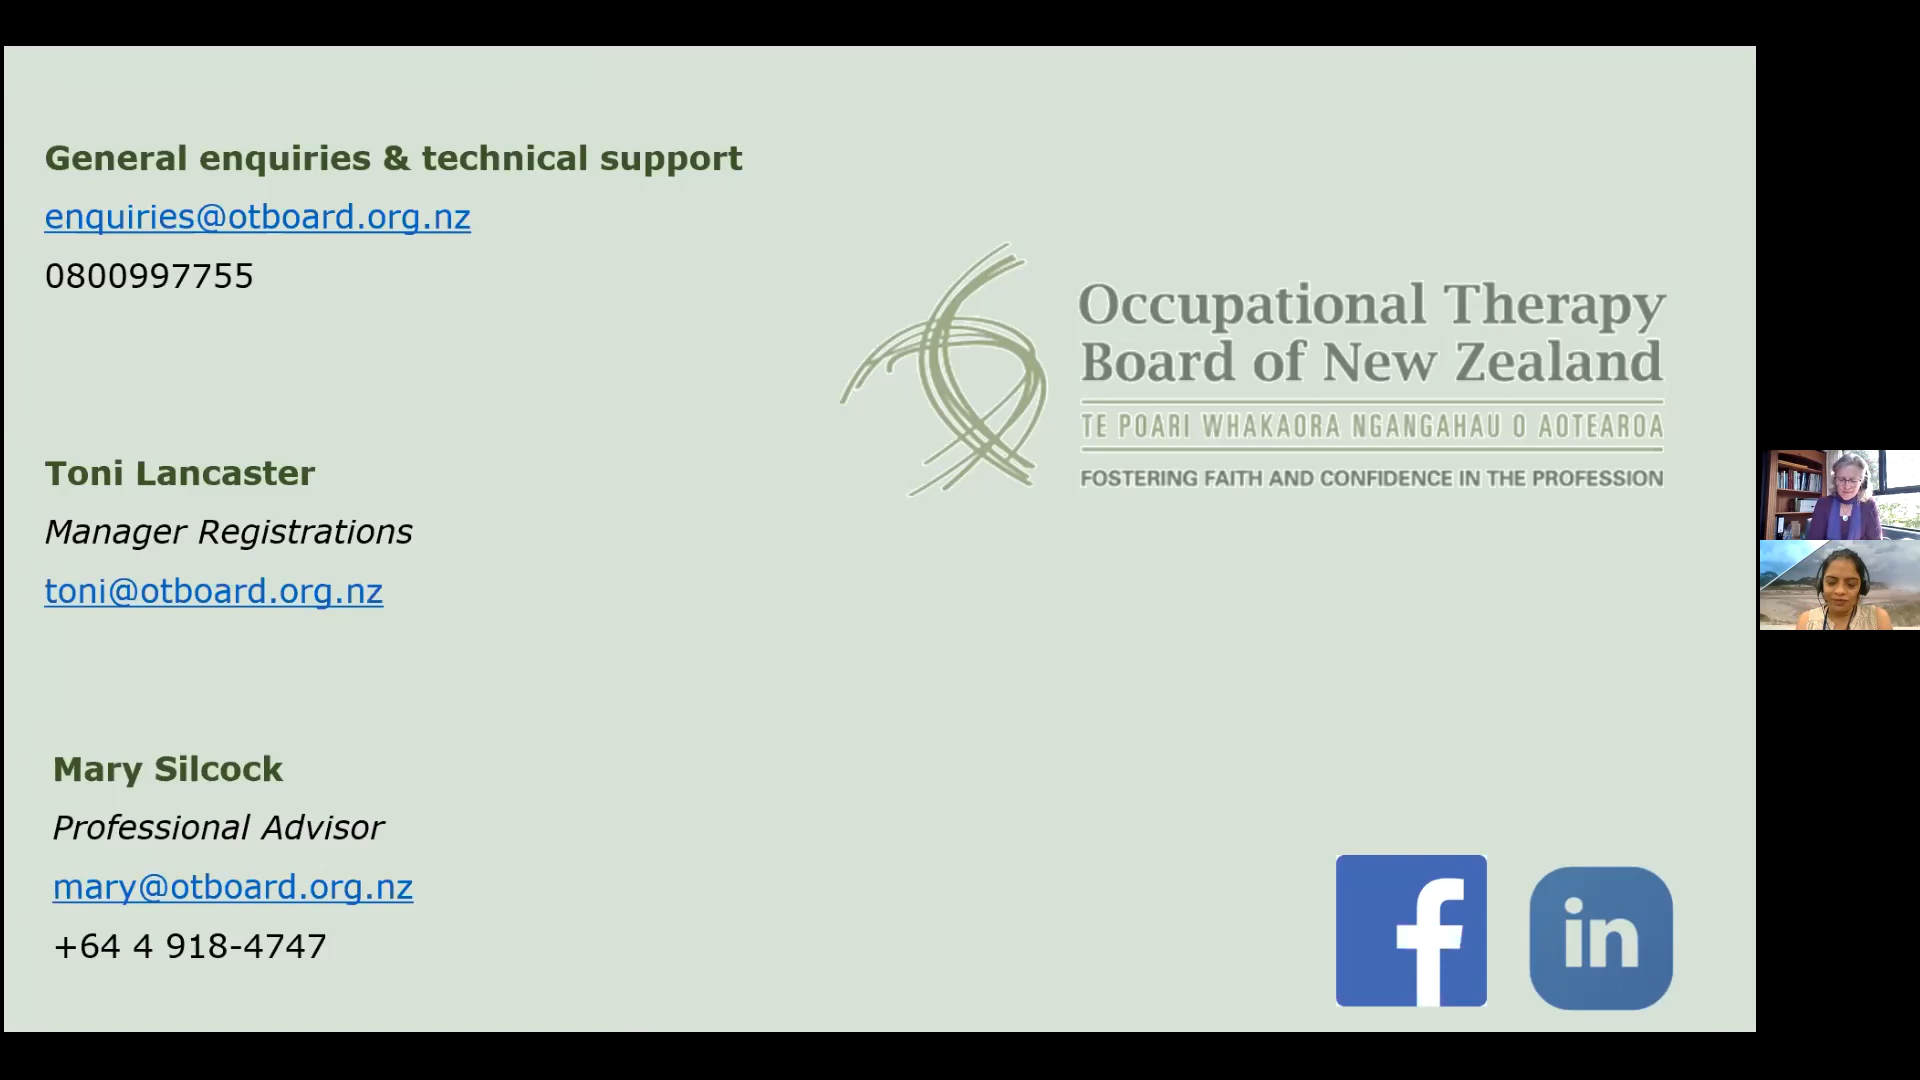 General enquiries & technical support
enquiries@otboard.org.nz
0800997755
Occupational Therapy
Board of New Zealand
TE POARI WHAKAORA NGANGAHAU O AOTEAROA
FOSTERING FAITH AND CONFIDENCE IN THE PROFESSION
Toni Lancaster
Manager Registrations
toni@otboard.org.nz
Mary Silcock
Professional Advisor
mary@otboard.org.nz
+64 4 918-4747
f
in